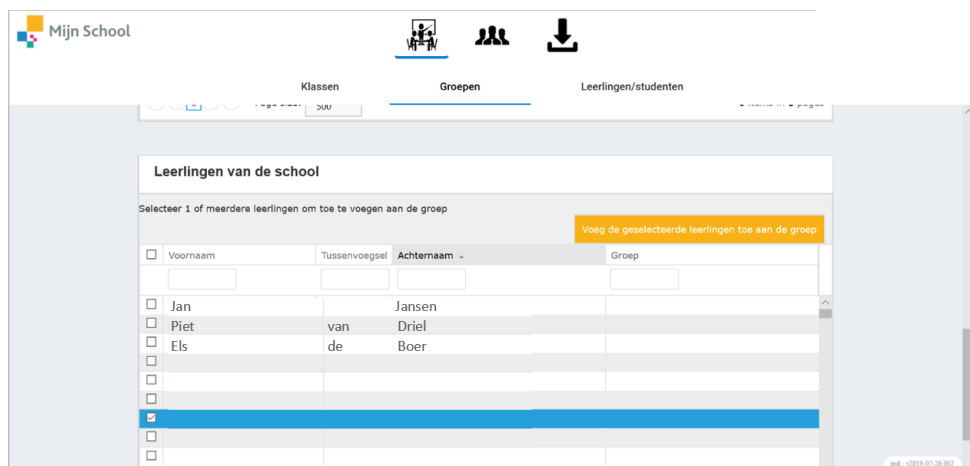 Mijn School
Klassen Groepen Leerlingen/studenten
500
Leerlingen van de school
Selecteer 1 of meerdere leerlingen om toe te voegen aan de groep
Voeg de geselecteerde leerlingen toe aan de groep
Voornaam Tussenvoegsel Achternaam Groep
Jan Jansen
Piet van Driel
Els de Boer